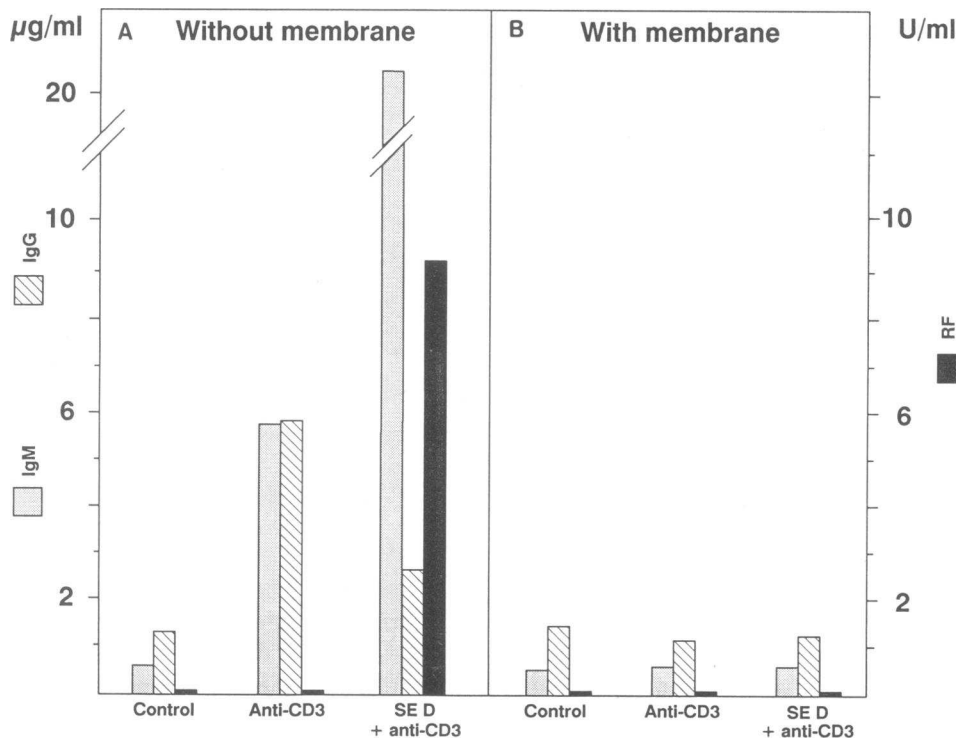 µg/ml
A
Without membrane
B
With membrane
U/ml
20
10
6
2
IgG
IgM
10
6
2
RF
Control
Anti-CD3
SE D
+ anti-CD3
Control
Anti-CD3
SE D
+ anti-CD3